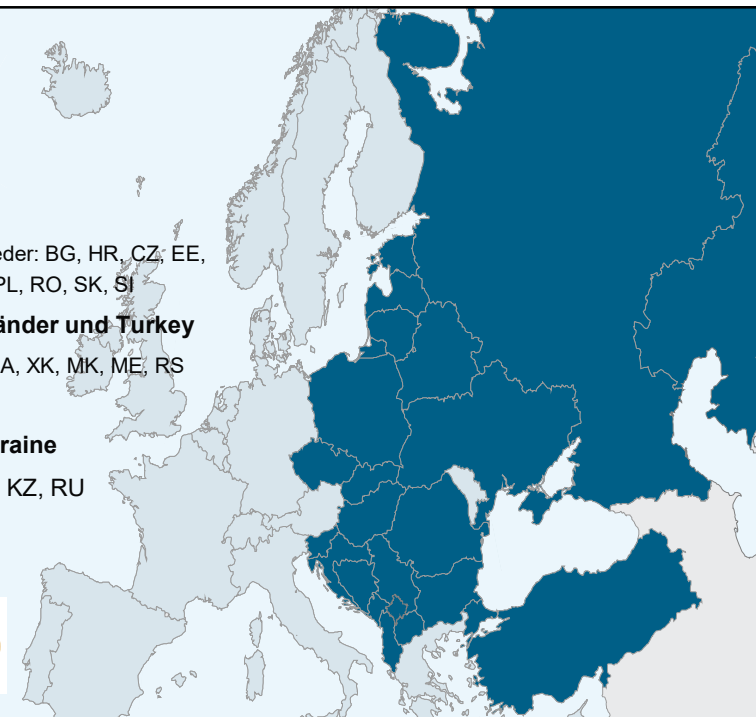 eder: BG, HR, CZ, EE,
PL, RO, SK, SI
änder und Turkey
A, XK, MK, ME, RS
raine
KZ, RU